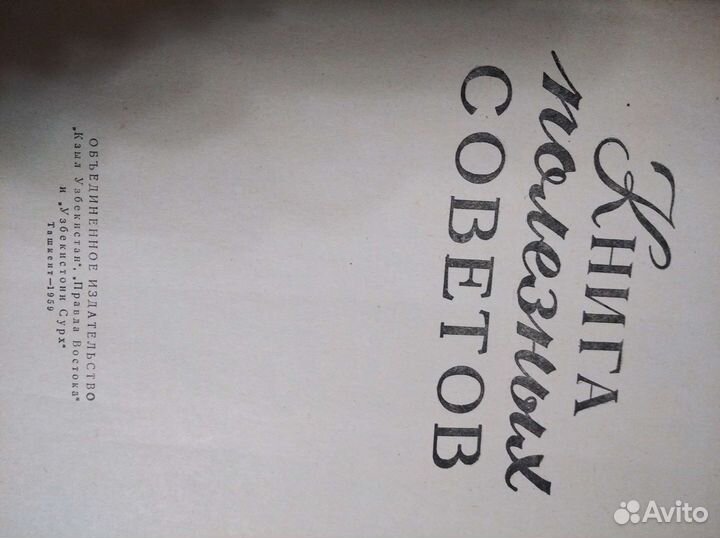 Книга
полезных
СОВЕТОВ
ОБЪЕДИНЕННОЕ ИЗДАТЕЛЬСТВО
„Кзыл Узбекистан", „Правда Востока"
и „Узбекистони Сурх"
Ташкент—1959
Avito